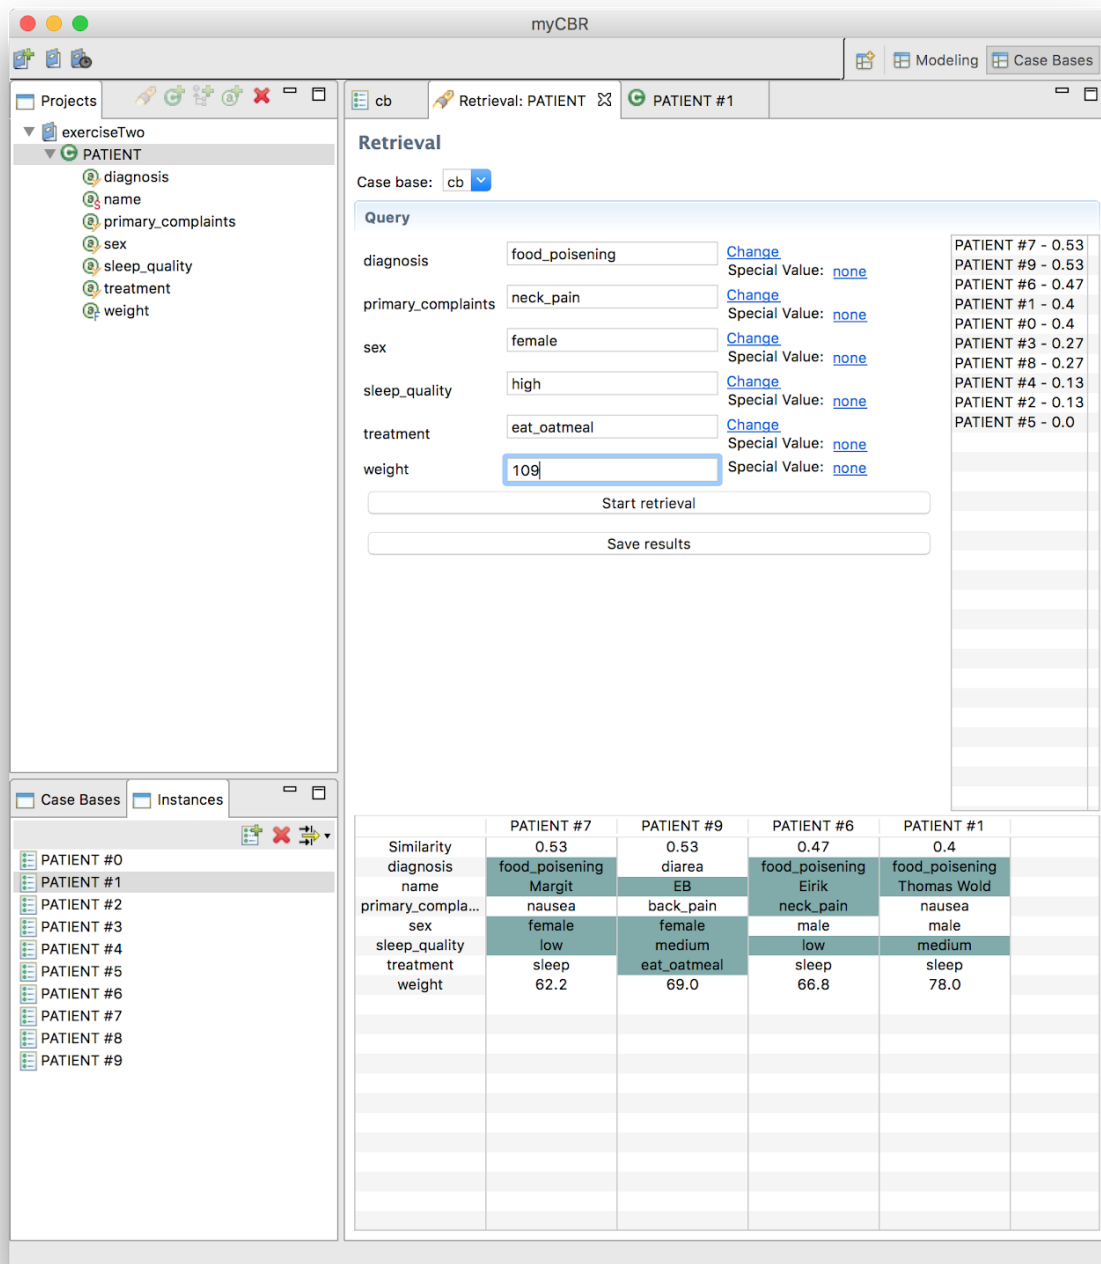 myCBR
Modeling
Case Bases
Projects
exerciseTwo
PATIENT
diagnosis
name
primary_complaints
sex
sleep_quality
treatment
weight
cb
Retrieval: PATIENT
PATIENT #1
Retrieval
Case base: cb
Query
diagnosis food_poisening Change
Special Value: none
primary_complaints neck_pain Change
Special Value: none
sex female Change
Special Value: none
sleep_quality high Change
Special Value: none
treatment eat_oatmeal Change
Special Value: none
weight 109 Special Value: none
Start retrieval
Save results
PATIENT #7 - 0.53
PATIENT #9 - 0.53
PATIENT #6 - 0.47
PATIENT #1 - 0.4
PATIENT #0 - 0.4
PATIENT #3 - 0.27
PATIENT #8 - 0.27
PATIENT #4 - 0.13
PATIENT #2 - 0.13
PATIENT #5 - 0.0
Case Bases
Instances
PATIENT #0
PATIENT #1
PATIENT #2
PATIENT #3
PATIENT #4
PATIENT #5
PATIENT #6
PATIENT #7
PATIENT #8
PATIENT #9
PATIENT #7 PATIENT #9 PATIENT #6 PATIENT #1
Similarity 0.53 0.53 0.47 0.4
diagnosis food_poisening diarea food_poisening food_poisening
name Margit EB Eirik Thomas Wold
primary_compla... nausea back_pain neck_pain nausea
sex female female male male
sleep_quality low medium low medium
treatment sleep eat_oatmeal sleep sleep
weight 62.2 69.0 66.8 78.0